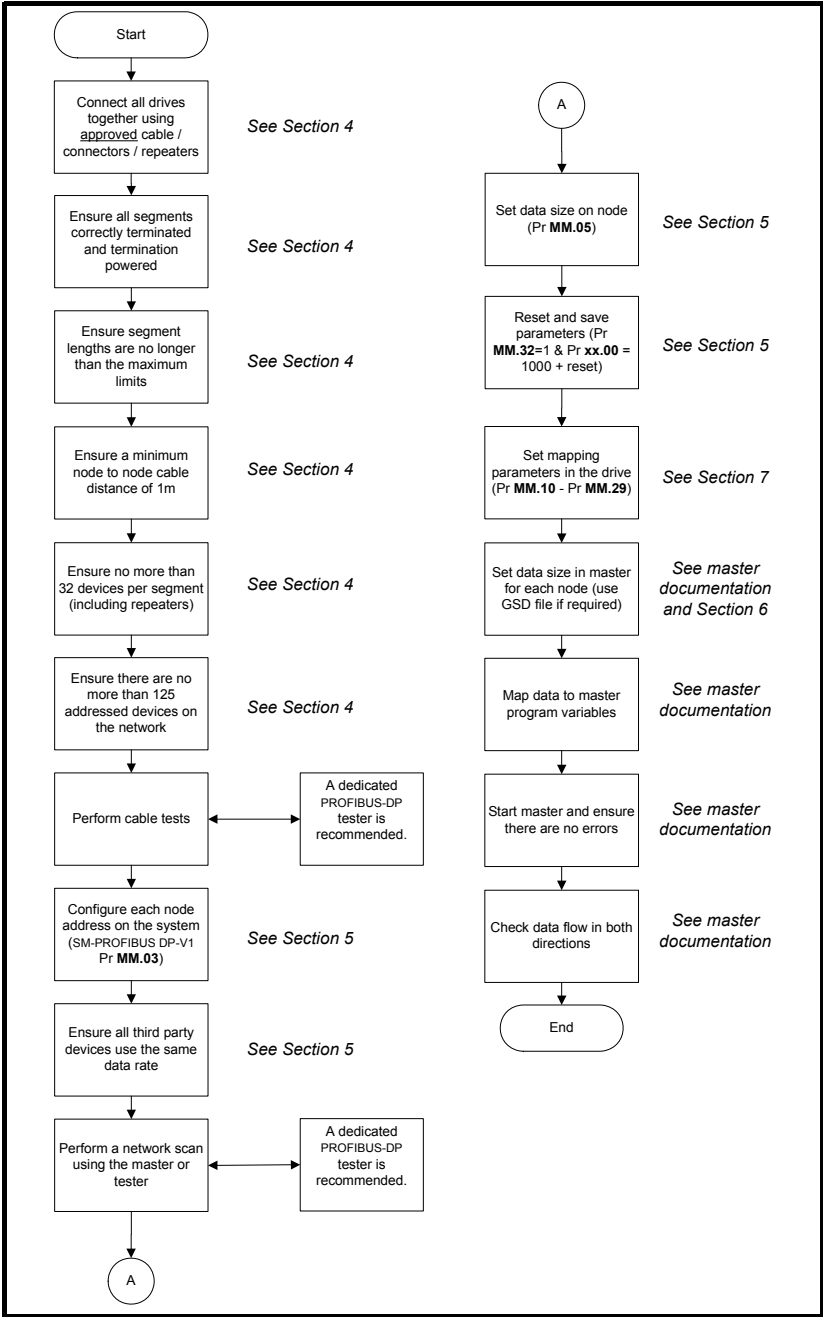 Start
Connect all drives
together using
approved cable /
connectors / repeaters
See Section 4
Ensure all segments
correctly terminated
and termination
powered
See Section 4
Ensure segment
lengths are no longer
than the maximum
limits
See Section 4
Ensure a minimum
node to node cable
distance of 1m
See Section 4
Ensure no more than
32 devices per segment
(including repeaters)
See Section 4
Ensure there are no
more than 125
addressed devices on
the network
See Section 4
Perform cable tests
A dedicated
PROFIBUS-DP
tester is
recommended.
Configure each node
address on the system
(SM-PROFIBUS DP-V1
Pr MM.03)
See Section 5
Ensure all third party
devices use the same
data rate
See Section 5
Perform a network scan
using the master or
tester
A dedicated
PROFIBUS-DP
tester is
recommended.
A
A
Set data size on node
(Pr MM.05)
See Section 5
Reset and save
parameters (Pr
MM.32=1 & Pr xx.00 =
1000 + reset)
See Section 5
Set mapping
parameters in the drive
(Pr MM.10 - Pr MM.29)
See Section 7
Set data size in master
for each node (use
GSD file if required)
See master
documentation
and Section 6
Map data to master
program variables
See master
documentation
Start master and ensure
there are no errors
See master
documentation
Check data flow in both
directions
See master
documentation
End